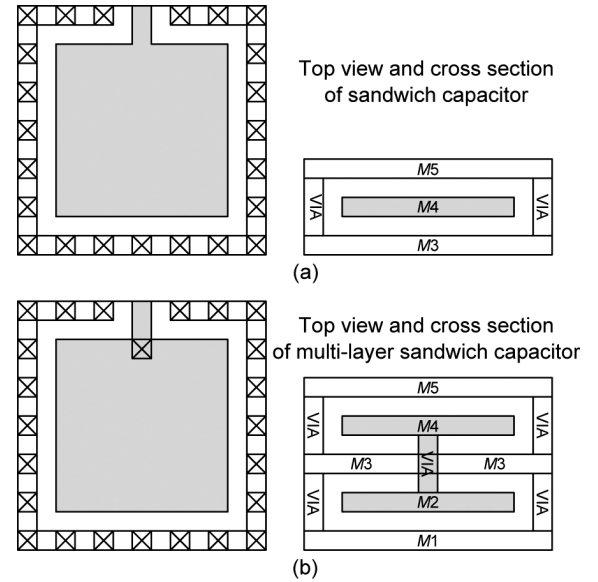 Top view and cross section
of sandwich capacitor
M5
VIA
M4
VIA
M3
(a)
Top view and cross section
of multi-layer sandwich capacitor
M5
VIA
M4
VIA
M3
VIA
M3
VIA
M2
VIA
M1
(b)